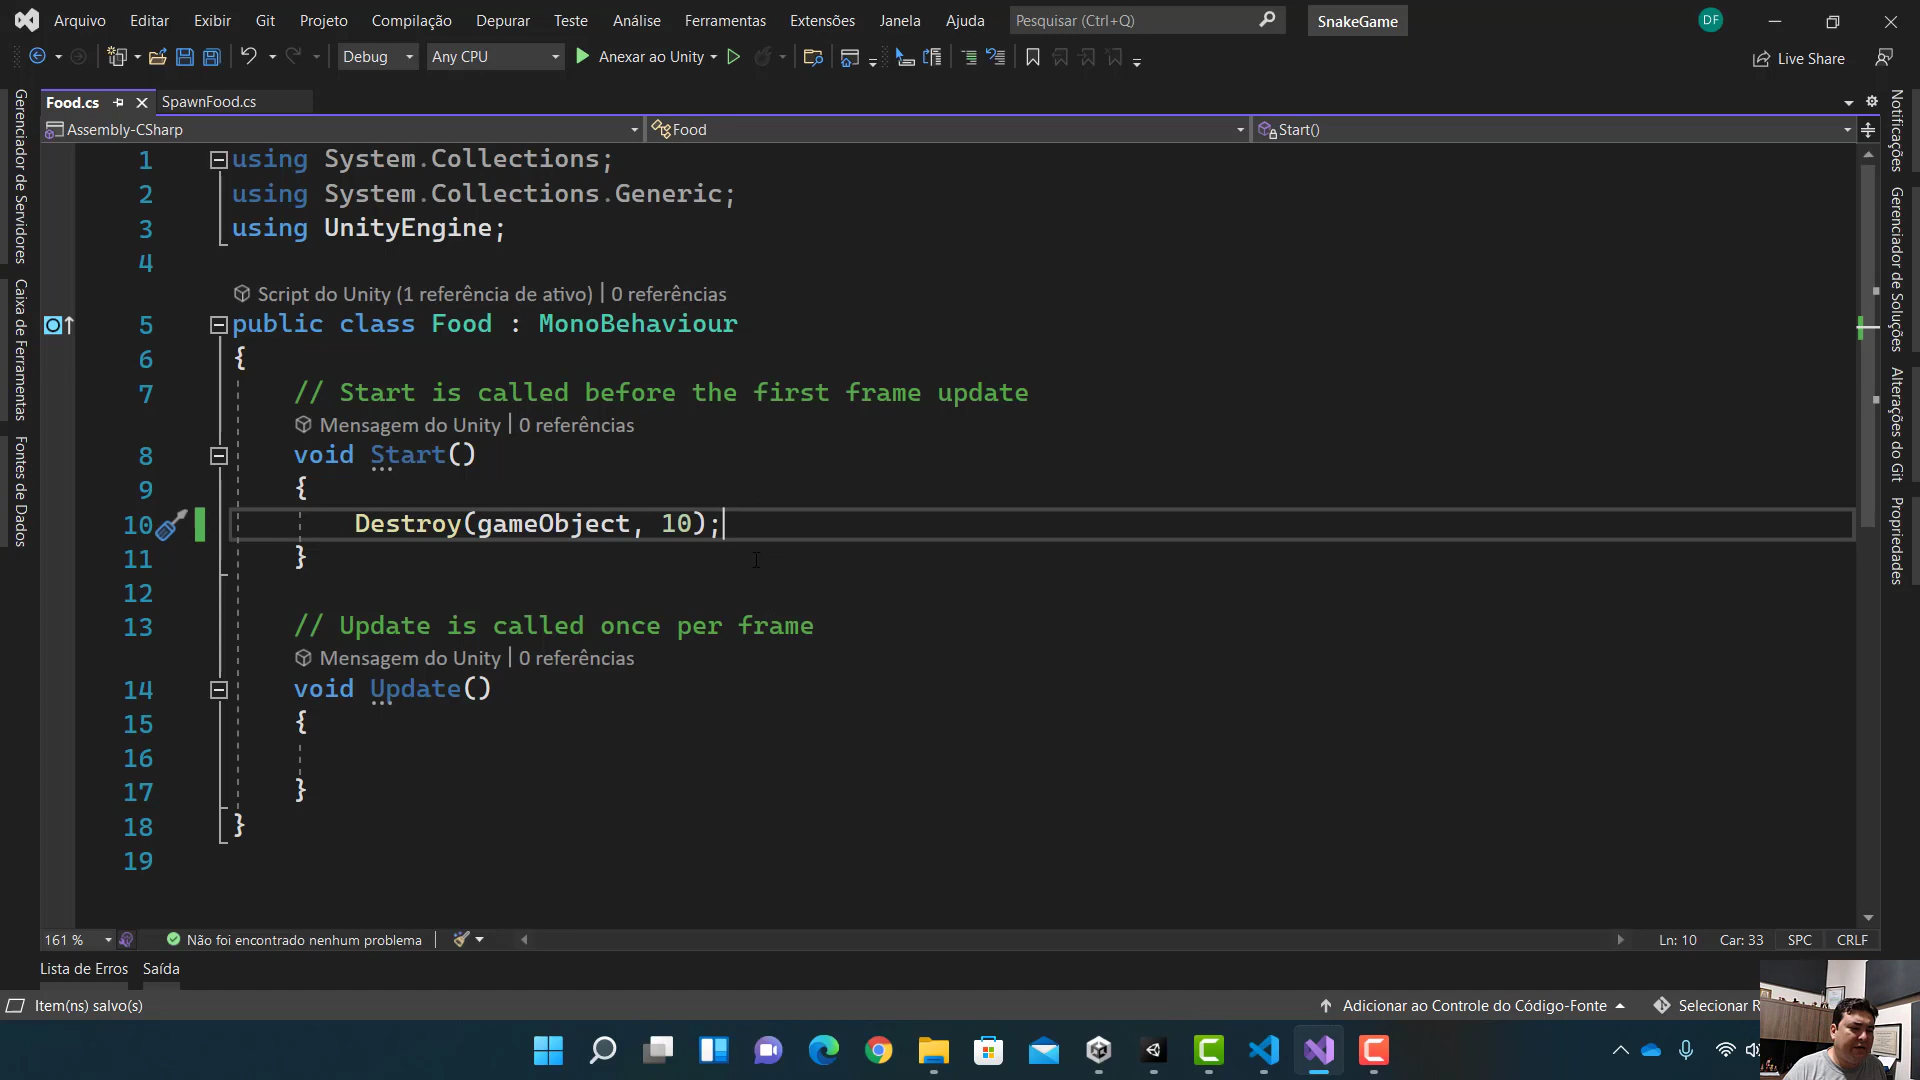 Arquivo Editar Exibir Git Projeto Compilação Depurar Teste Análise Ferramentas Extensões Janela Ajuda Pesquisar (Ctrl+Q) SnakeGame DF
Debug Any CPU Anexar ao Unity Live Share
Food.cs SpawnFood.cs
Assembly-CSharp Food Start()
Gerenciador de Servidores
Caixa de Ferramentas
Fontes de Dados
1 using System.Collections;
2 using System.Collections.Generic;
3 using UnityEngine;
4
Script do Unity (1 referência de ativo) | 0 referências
5 public class Food : MonoBehaviour
6 {
7 // Start is called before the first frame update
Mensagem do Unity | 0 referências
8 void Start()
9 {
10 Destroy(gameObject, 10);
11 }
12
13 // Update is called once per frame
Mensagem do Unity | 0 referências
14 void Update()
15 {
16
17 }
18 }
19
Notificações
Gerenciador de Soluções
Alterações do Git
Propriedades
161 % Não foi encontrado nenhum problema Ln: 10 Car: 33 SPC CRLF
Lista de Erros Saída
Item(ns) salvo(s) Adicionar ao Controle do Código-Fonte Selecionar R